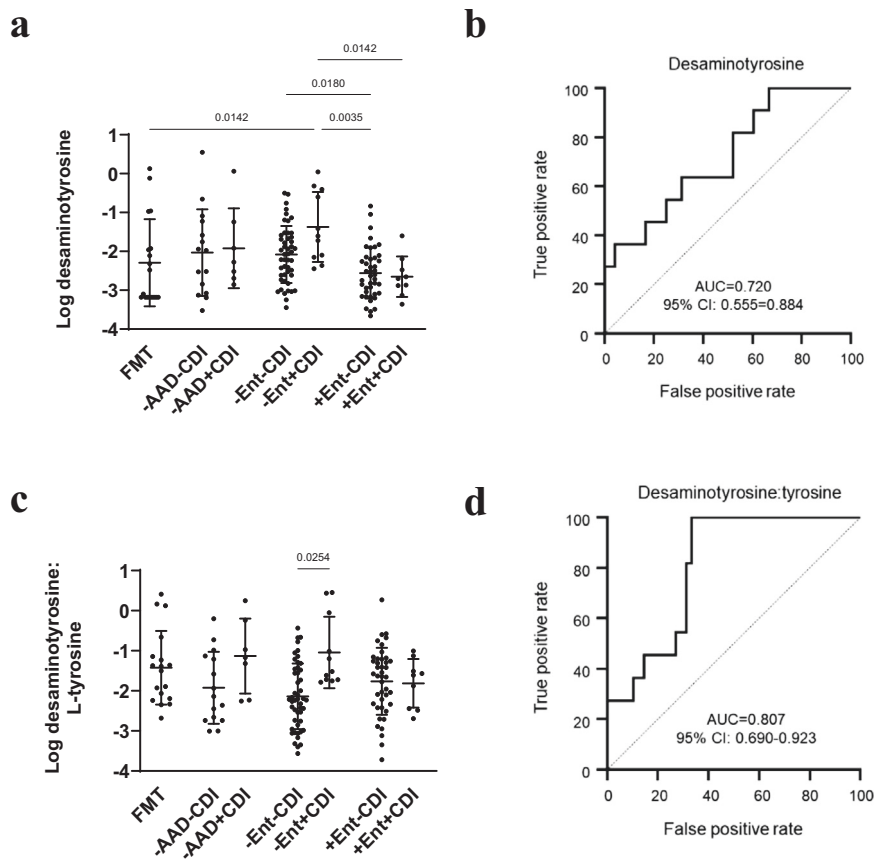 a
0.0142
0.0180
0.0142
0.0035
Log desaminotyrosine
1
0
-1
-2
-3
-4
FMT
-AAD-CDI
-AAD+CDI
-Ent-CDI
-Ent+CDI
+Ent-CDI
+Ent+CDI
b
Desaminotyrosine
True positive rate
100
80
60
40
20
0
AUC=0.720
95% CI: 0.555=0.884
0 20 40 60 80 100
False positive rate
c
0.0254
Log desaminotyrosine:
L-tyrosine
1
0
-1
-2
-3
-4
FMT
-AAD-CDI
-AAD+CDI
-Ent-CDI
-Ent+CDI
+Ent-CDI
+Ent+CDI
d
Desaminotyrosine:tyrosine
True positive rate
100
80
60
40
20
0
AUC=0.807
95% CI: 0.690-0.923
0 20 40 60 80 100
False positive rate